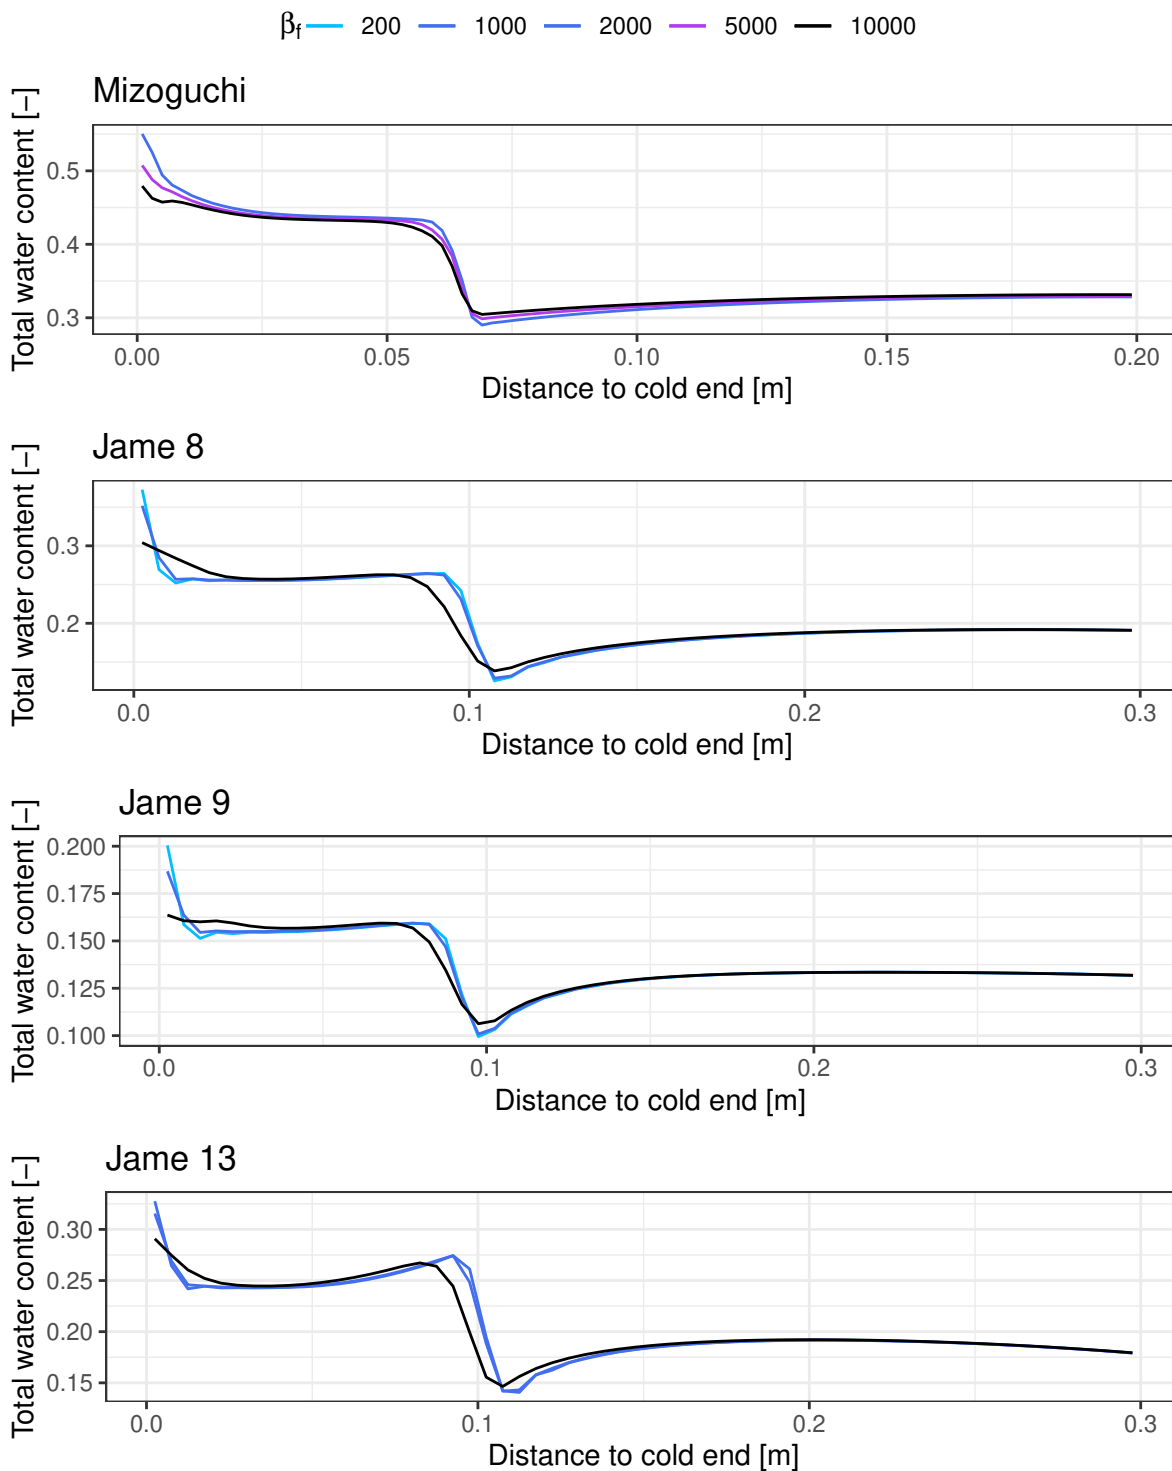 βf 200 1000 2000 5000 10000
Mizoguchi
Total water content [−]
0.5
0.4
0.3
0.00 0.05 0.10 0.15 0.20
Distance to cold end [m]
Jame 8
Total water content [−]
0.3
0.2
0.0 0.1 0.2 0.3
Distance to cold end [m]
Jame 9
Total water content [−]
0.200
0.175
0.150
0.125
0.100
0.0 0.1 0.2 0.3
Distance to cold end [m]
Jame 13
Total water content [−]
0.30
0.25
0.20
0.15
0.0 0.1 0.2 0.3
Distance to cold end [m]